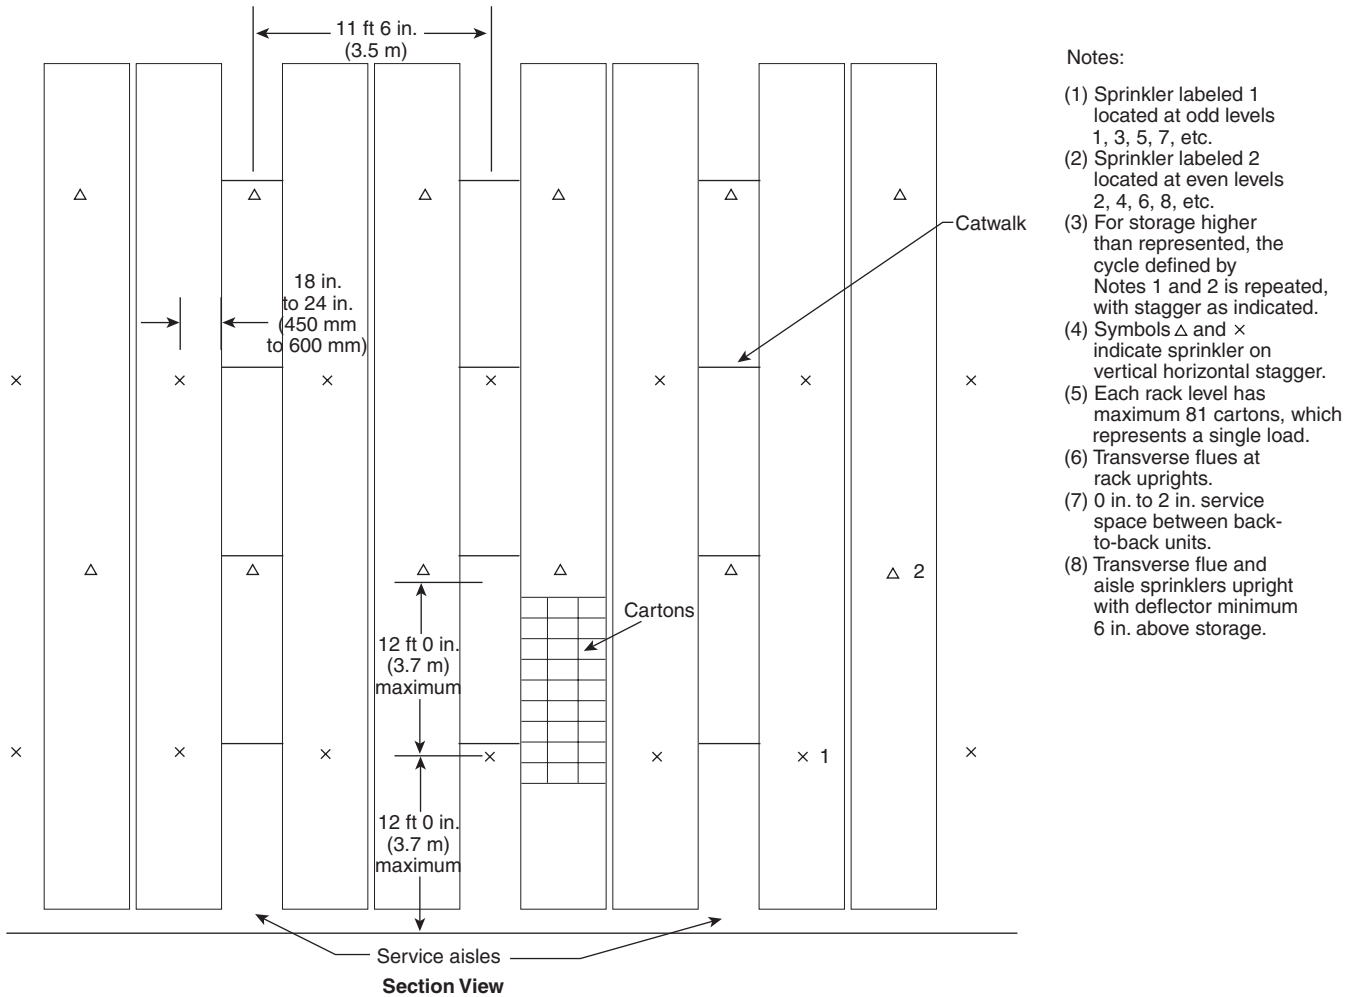 11 ft 6 in.
(3.5 m)
△ △ △ △ △ △
18 in.
to 24 in.
(450 mm
to 600 mm)
Catwalk
× × × × × × ×
△ △ △ △ △ △ 2
Cartons
12 ft 0 in.
(3.7 m)
maximum
× × × × × × 1 ×
12 ft 0 in.
(3.7 m)
maximum
Service aisles
Section View
Notes:
(1) Sprinkler labeled 1
located at odd levels
1, 3, 5, 7, etc.
(2) Sprinkler labeled 2
located at even levels
2, 4, 6, 8, etc.
(3) For storage higher
than represented, the
cycle defined by
Notes 1 and 2 is repeated,
with stagger as indicated.
(4) Symbols △ and ×
indicate sprinkler on
vertical horizontal stagger.
(5) Each rack level has
maximum 81 cartons, which
represents a single load.
(6) Transverse flues at
rack uprights.
(7) 0 in. to 2 in. service
space between back-
to-back units.
(8) Transverse flue and
aisle sprinklers upright
with deflector minimum
6 in. above storage.